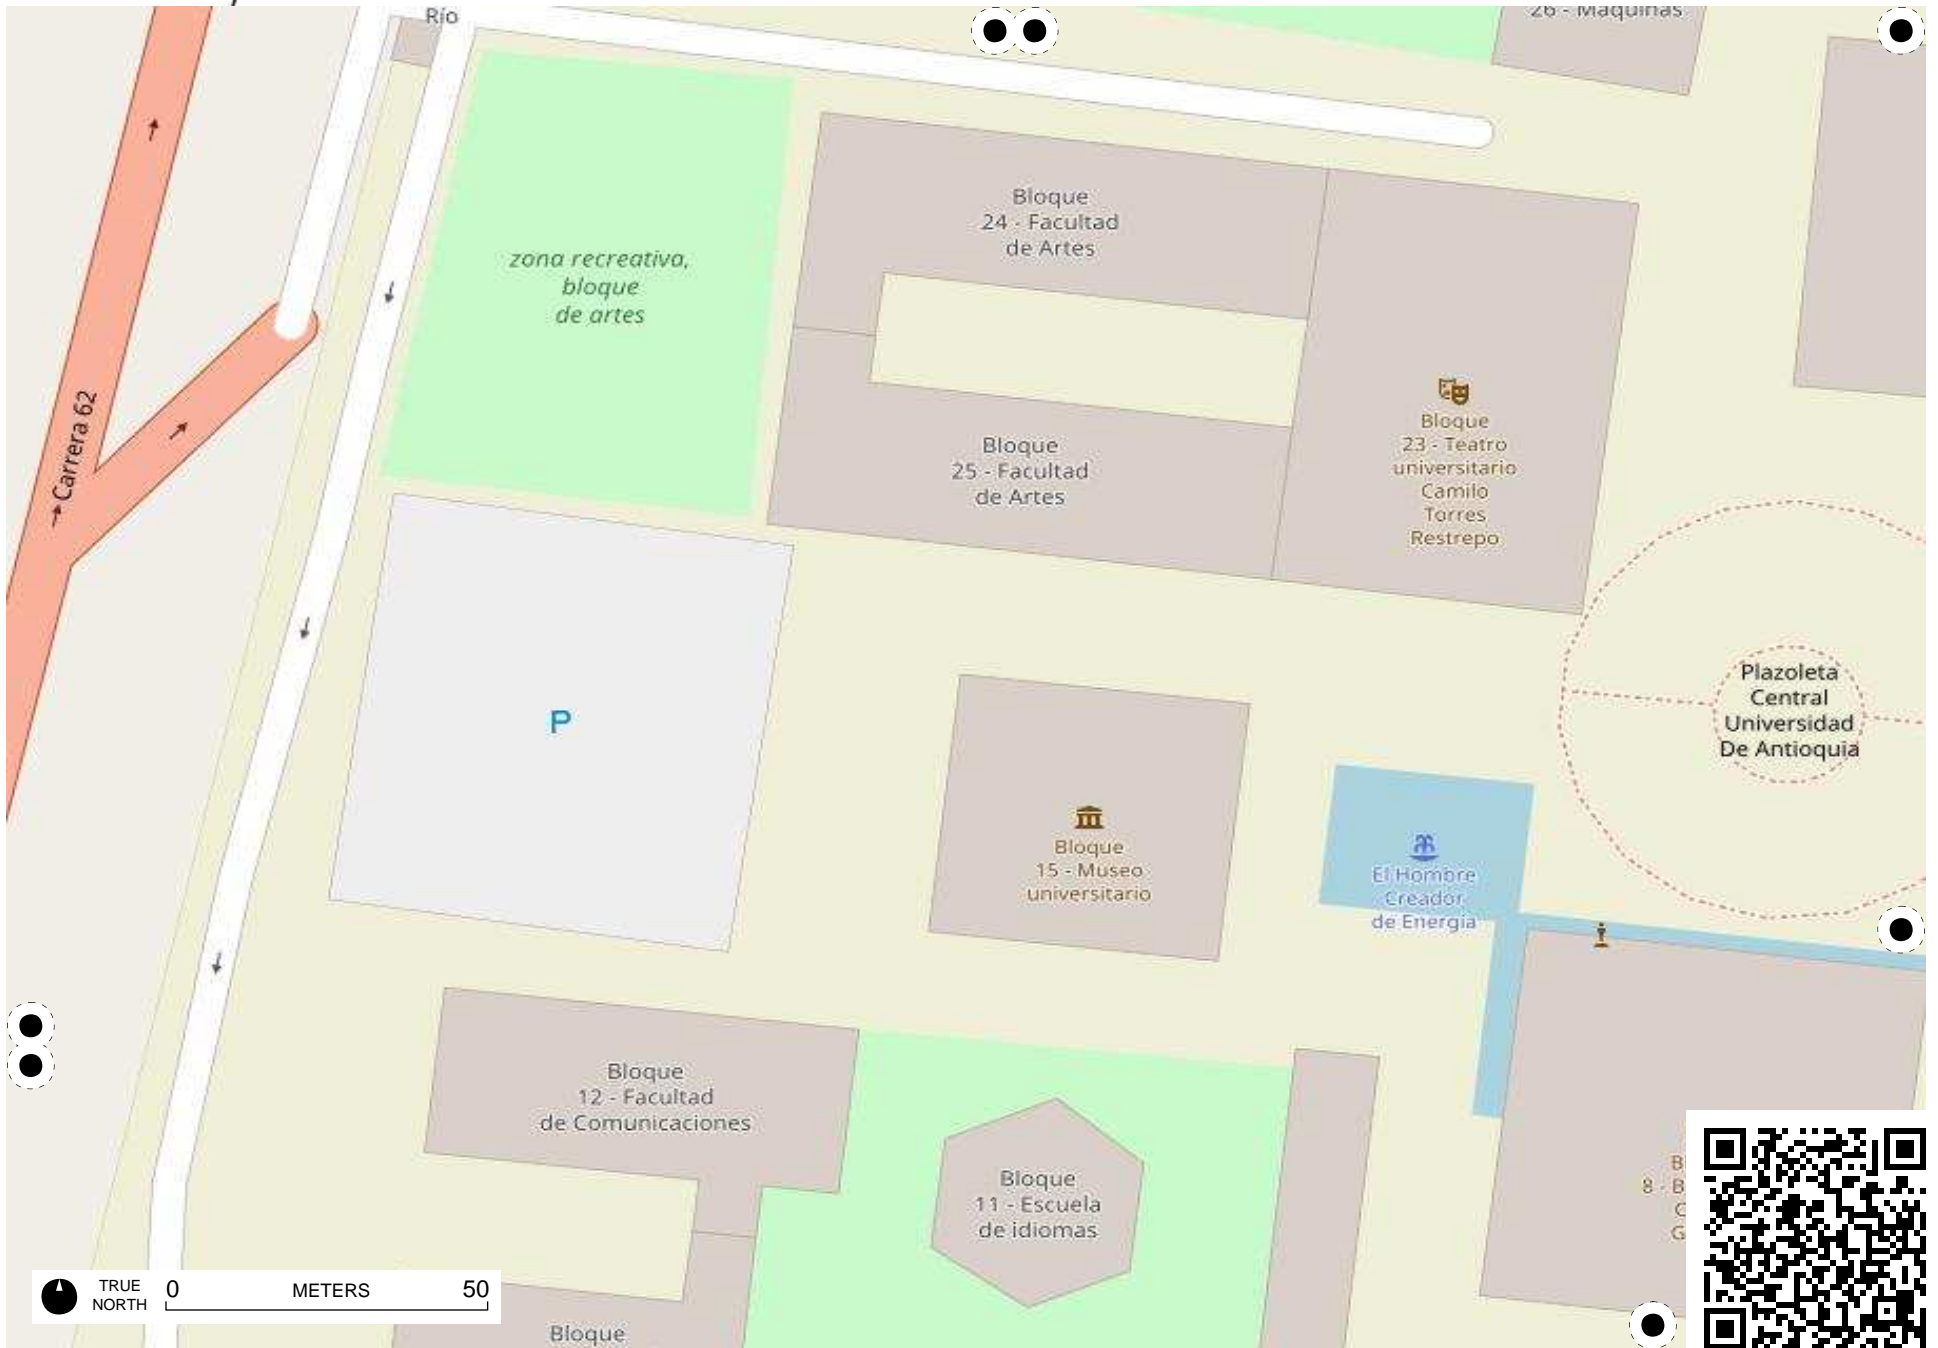 Río
26 - Maquinas
Bloque
24 - Facultad
de Artes
zona recreativa,
bloque
de artes
Carrera 62
Bloque
23 - Teatro
universitario
Camilo
Torres
Restrepo
Bloque
25 - Facultad
de Artes
Plazoleta
Central
Universidad
De Antioquia
P
Bloque
15 - Museo
universitario
El Hombre
Creador
de Energía
Bloque
12 - Facultad
de Comunicaciones
Bloque
11 - Escuela
de idiomas
8 - B
G
Bloque
TRUE
NORTH
0 METERS 50